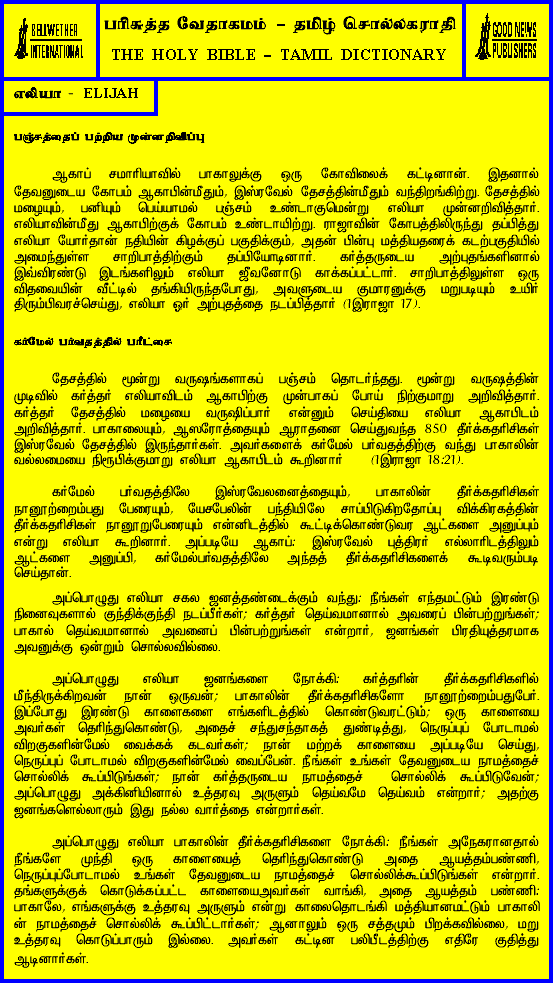 BELLWETHER
INTERNATIONAL
பரிசுத்த வேதாகமம் – தமிழ் சொல்லகராதி
THE HOLY BIBLE – TAMIL DICTIONARY
GOOD NEWS
PUBLISHERS
எலியா - ELIJAH
பஞ்சத்தைப் பற்றிய முன்னறிவிப்பு
ஆகாப் சமாரியாவில் பாகாலுக்கு ஒரு கோவிலைக் கட்டினான். இதனால்
தேவனுடைய கோபம் ஆகாபின்மீதும், இஸ்ரவேல் தேசத்தின்மீதும் வந்திறங்கிற்று. தேசத்தில்
மழையும், பனியும் பெய்யாமல் பஞ்சம் உண்டாகுமென்று எலியா முன்னறிவித்தார்.
எலியாவின்மீது ஆகாபிற்குக் கோபம் உண்டாயிற்று. ராஜாவின் கோபத்திலிருந்து தப்பித்து
எலியா யோர்தான் நதியின் கிழக்குப் பகுதிக்கும், அதன் பின்பு மத்தியதரைக் கடற்பகுதியில்
அமைந்துள்ள சாறிபாத்திற்கும் தப்பியோடினார். கர்த்தருடைய அற்புதங்களினால்
இவ்விரண்டு இடங்களிலும் எலியா ஜீவனோடு காக்கப்பட்டார். சாறிபாத்திலுள்ள ஒரு
விதவையின் வீட்டில் தங்கியிருந்தபோது, அவளுடைய குமாரனுக்கு மறுபடியும் உயிர்
திரும்பிவரச்செய்து, எலியா ஓர் அற்புதத்தை நடப்பித்தார் (1இராஜா 17).
கர்மேல் பர்வதத்தில் பரீட்சை
தேசத்தில் மூன்று வருஷங்களாகப் பஞ்சம் தொடர்ந்தது. மூன்று வருஷத்தின்
முடிவில் கர்த்தர் எலியாவிடம் ஆகாபிற்கு முன்பாகப் போய் நிற்குமாறு அறிவித்தார்.
கர்த்தர் தேசத்தில் மழையை வருஷிப்பார் என்னும் செய்தியை எலியா ஆகாபிடம்
அறிவித்தார். பாகாலையும், ஆஸரோத்தையும் ஆராதனை செய்துவந்த 850 தீர்க்கதரிசிகள்
இஸ்ரவேல் தேசத்தில் இருந்தார்கள். அவர்களைக் கர்மேல் பர்வதத்திற்கு வந்து பாகாலின்
வல்லமையை நிரூபிக்குமாறு எலியா ஆகாபிடம் கூறினார் (1இராஜா 18:21).
கர்மேல் பர்வதத்திலே இஸ்ரவேலனைத்தையும், பாகாலின் தீர்க்கதரிசிகள்
நானூற்றைம்பது பேரையும், யேசபேலின் பந்தியிலே சாப்பிடுகிறதோப்பு விக்கிரகத்தின்
தீர்க்கதரிசிகள் நானூறுபேரையும் என்னிடத்தில் கூட்டிக்கொண்டுவர ஆட்களை அனுப்பும்
என்று எலியா கூறினார். அப்படியே ஆகாப்: இஸ்ரவேல் புத்திரர் எல்லாரிடத்திலும்
ஆட்களை அனுப்பி, கர்மேல்பர்வதத்திலே அந்தத் தீர்க்கதரிசிகளைக் கூடிவரும்படி
செய்தான்.
அப்பொழுது எலியா சகல ஜனத்தண்டைக்கும் வந்து: நீங்கள் எந்தமட்டும் இரண்டு
நினைவுகளால் குந்திக்குந்தி நடப்பீர்கள்; கர்த்தர் தெய்வமானால் அவரைப் பின்பற்றுங்கள்;
பாகால் தெய்வமானால் அவனைப் பின்பற்றுங்கள் என்றார், ஜனங்கள் பிரதியுத்தரமாக
அவனுக்கு ஒன்றும் சொல்லவில்லை.
அப்பொழுது எலியா ஜனங்களை நோக்கி: கர்த்தரின் தீர்க்கதரிசிகளில்
மீந்திருக்கிறவன் நான் ஒருவன்; பாகாலின் தீர்க்கதரிசிகளோ நானூற்றைம்பதுபேர்.
இப்போது இரண்டு காளைகளை எங்களிடத்தில் கொண்டுவரட்டும்; ஒரு காளையை
அவர்கள் தெரிந்துகொண்டு, அதைச் சந்துசந்தாகத் துண்டித்து, நெருப்புப் போடாமல்
விறகுகளின்மேல் வைக்கக் கடவர்கள்; நான் மற்றக் காளையை அப்படியே செய்து,
நெருப்புப் போடாமல் விறகுகளின்மேல் வைப்பேன். நீங்கள் உங்கள் தேவனுடைய நாமத்தைச்
சொல்லிக் கூப்பிடுங்கள்; நான் கர்த்தருடைய நாமத்தைச் சொல்லிக் கூப்பிடுவேன்;
அப்பொழுது அக்கினியினால் உத்தரவு அருளும் தெய்வமே தெய்வம் என்றார்; அதற்கு
ஜனங்களெல்லாரும் இது நல்ல வார்த்தை என்றார்கள்.
அப்பொழுது எலியா பாகாலின் தீர்க்கதரிசிகளை நோக்கி: நீங்கள் அநேகரானதால்
நீங்களே முந்தி ஒரு காளையைத் தெரிந்துகொண்டு அதை ஆயத்தம்பண்ணி,
நெருப்புப்போடாமல் உங்கள் தேவனுடைய நாமத்தைச் சொல்லிக்கூப்பிடுங்கள் என்றார்.
தங்களுக்குக் கொடுக்கப்பட்ட காளையைஅவர்கள் வாங்கி, அதை ஆயத்தம் பண்ணி:
பாகாலே, எங்களுக்கு உத்தரவு அருளும் என்று காலைதொடங்கி மத்தியானமட்டும் பாகாலி
ன் நாமத்தைச் சொல்லிக் கூப்பிட்டார்கள்; ஆனாலும் ஒரு சத்தமும் பிறக்கவில்லை, மறு
உத்தரவு கொடுப்பாரும் இல்லை. அவர்கள் கட்டின பலிபீடத்திற்கு எதிரே குதித்து
ஆடினார்கள்.